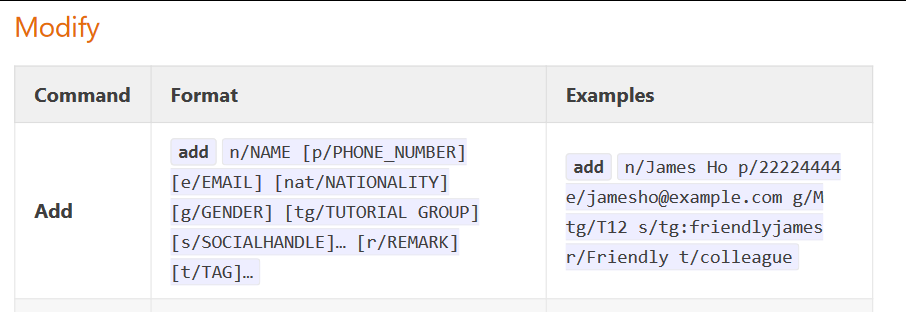 Modify
Command Format Examples
Add
add n/NAME [p/PHONE_NUMBER]
[e/EMAIL] [nat/NATIONALITY]
[g/GENDER] [tg/TUTORIAL GROUP]
[s/SOCIALHANDLE]… [r/REMARK]
[t/TAG]…
add n/James Ho p/22224444
e/jamesho@example.com g/M
tg/T12 s/tg:friendlyjames
r/Friendly t/colleague